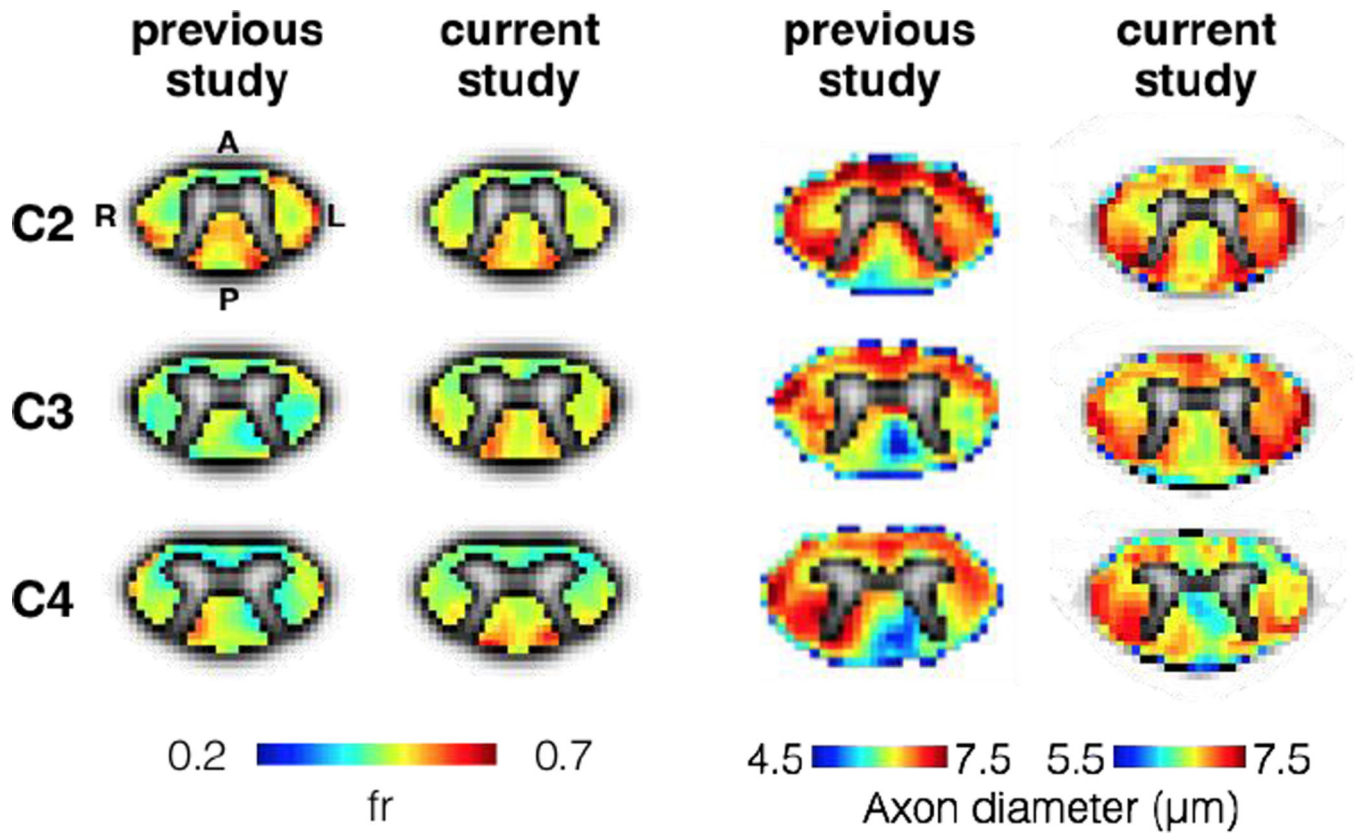 previous study
current study
previous study
current study
A
C2
R
L
P
C3
C4
0.2
0.7
fr
4.5
7.5
5.5
7.5
Axon diameter (µm)